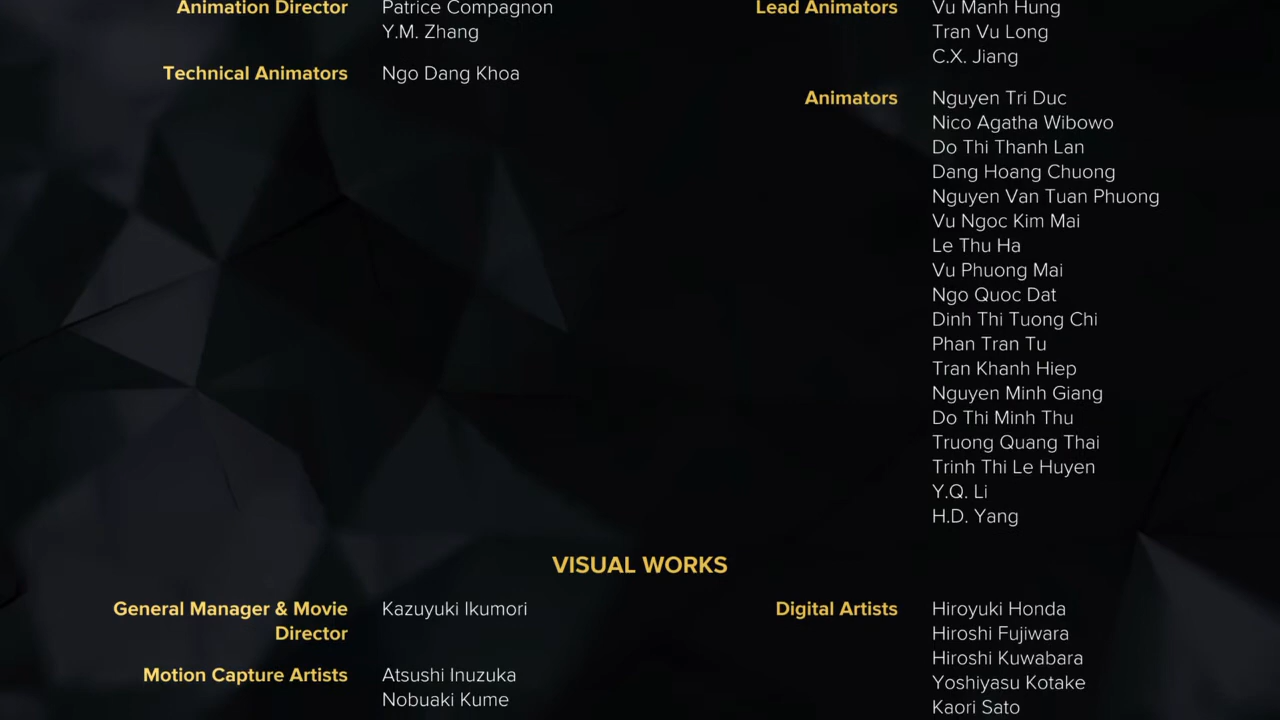 Animation Director
Patrice Compagnon
Y.M. Zhang
Technical Animators
Ngo Dang Khoa
Lead Animators
Vu Manh Hung
Tran Vu Long
C.X. Jiang
Animators
Nguyen Tri Duc
Nico Agatha Wibowo
Do Thi Thanh Lan
Dang Hoang Chuong
Nguyen Van Tuan Phuong
Vu Ngoc Kim Mai
Le Thu Ha
Vu Phuong Mai
Ngo Quoc Dat
Dinh Thi Tuong Chi
Phan Tran Tu
Tran Khanh Hiep
Nguyen Minh Giang
Do Thi Minh Thu
Truong Quang Thai
Trinh Thi Le Huyen
Y.Q. Li
H.D. Yang
VISUAL WORKS
General Manager & Movie
Director
Kazuyuki Ikumori
Motion Capture Artists
Atsushi Inuzuka
Nobuaki Kume
Digital Artists
Hiroyuki Honda
Hiroshi Fujiwara
Hiroshi Kuwabara
Yoshiyasu Kotake
Kaori Sato